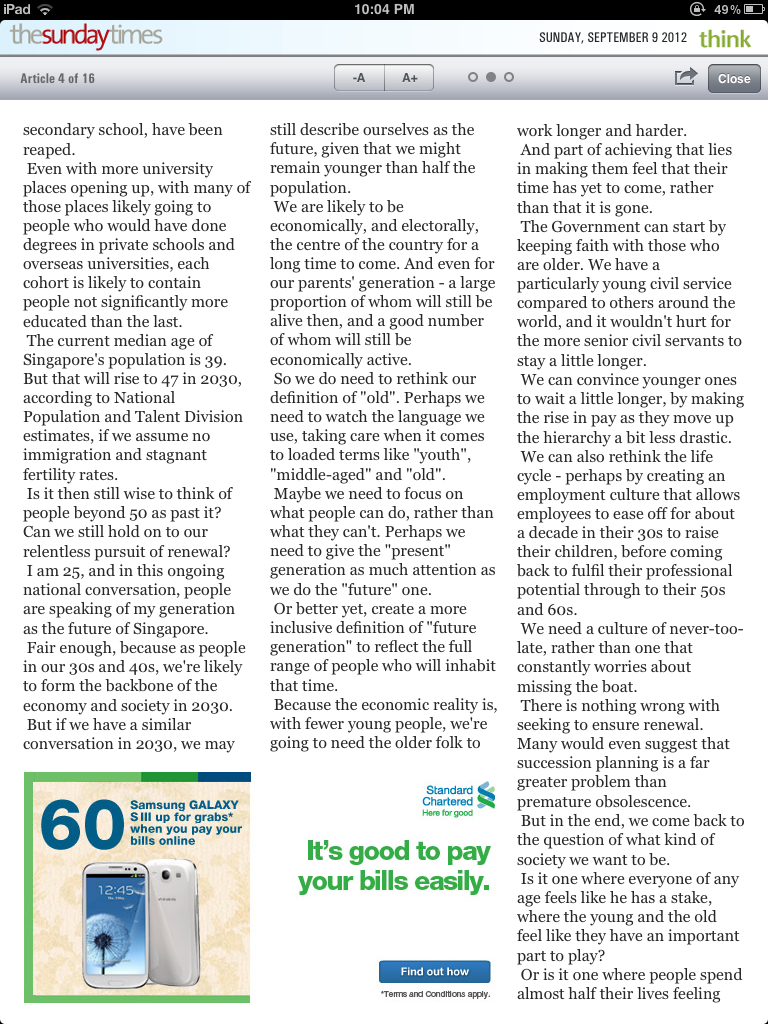 iPad 10:04 PM 49%
thesundaytimes SUNDAY, SEPTEMBER 9 2012 think
Article 4 of 16 -A A+ Close
secondary school, have been
reaped.
Even with more university
places opening up, with many of
those places likely going to
people who would have done
degrees in private schools and
overseas universities, each
cohort is likely to contain
people not significantly more
educated than the last.
The current median age of
Singapore's population is 39.
But that will rise to 47 in 2030,
according to National
Population and Talent Division
estimates, if we assume no
immigration and stagnant
fertility rates.
Is it then still wise to think of
people beyond 50 as past it?
Can we still hold on to our
relentless pursuit of renewal?
I am 25, and in this ongoing
national conversation, people
are speaking of my generation
as the future of Singapore.
Fair enough, because as people
in our 30s and 40s, we're likely
to form the backbone of the
economy and society in 2030.
But if we have a similar
conversation in 2030, we may
still describe ourselves as the
future, given that we might
remain younger than half the
population.
We are likely to be
economically, and electorally,
the centre of the country for a
long time to come. And even for
our parents' generation - a large
proportion of whom will still be
alive then, and a good number
of whom will still be
economically active.
So we do need to rethink our
definition of "old". Perhaps we
need to watch the language we
use, taking care when it comes
to loaded terms like "youth",
"middle-aged" and "old".
Maybe we need to focus on
what people can do, rather than
what they can't. Perhaps we
need to give the "present"
generation as much attention as
we do the "future" one.
Or better yet, create a more
inclusive definition of "future
generation" to reflect the full
range of people who will inhabit
that time.
Because the economic reality is,
with fewer young people, we're
going to need the older folk to
work longer and harder.
And part of achieving that lies
in making them feel that their
time has yet to come, rather
than that it is gone.
The Government can start by
keeping faith with those who
are older. We have a
particularly young civil service
compared to others around the
world, and it wouldn't hurt for
the more senior civil servants to
stay a little longer.
We can convince younger ones
to wait a little longer, by making
the rise in pay as they move up
the hierarchy a bit less drastic.
We can also rethink the life
cycle - perhaps by creating an
employment culture that allows
employees to ease off for about
a decade in their 30s to raise
their children, before coming
back to fulfil their professional
potential through to their 50s
and 60s.
We need a culture of never-too-
late, rather than one that
constantly worries about
missing the boat.
There is nothing wrong with
seeking to ensure renewal.
Many would even suggest that
succession planning is a far
greater problem than
premature obsolescence.
But in the end, we come back to
the question of what kind of
society we want to be.
Is it one where everyone of any
age feels like he has a stake,
where the young and the old
feel like they have an important
part to play?
Or is it one where people spend
almost half their lives feeling
60
Samsung GALAXY
S III up for grabs*
when you pay your
bills online
12:45
Standard
Chartered
Here for good
It's good to pay
your bills easily.
Find out how
*Terms and Conditions apply.